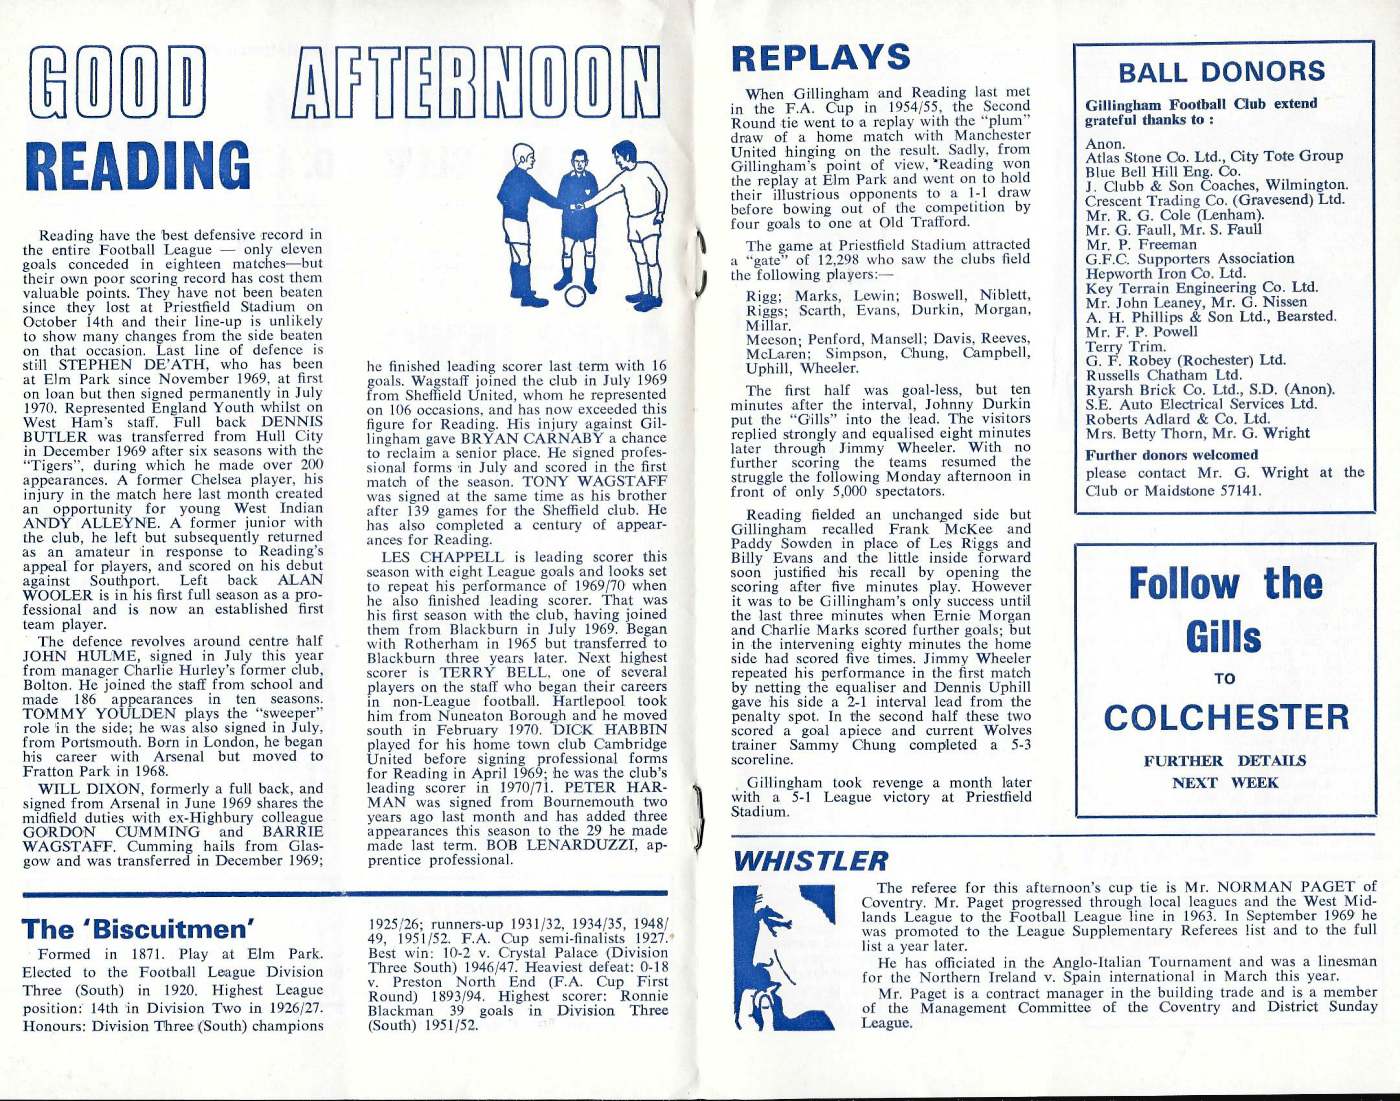 GOOD AFTERNOON
READING
Reading have the best defensive record in
the entire Football League — only eleven
goals conceded in eighteen matches—but
their own poor scoring record has cost them
valuable points. They have not been beaten
since they lost at Priestfield Stadium on
October 14th and their line-up is unlikely
to show many changes from the side beaten
on that occasion. Last line of defence is
still STEPHEN DE'ATH, who has been
at Elm Park since November 1969, at first
on loan but then signed permanently in July
1970. Represented England Youth whilst on
West Ham's staff. Full back DENNIS
BUTLER was transferred from Hull City
in December 1969 after six seasons with the
"Tigers", during which he made over 200
appearances. A former Chelsea player, his
injury in the match here last month created
an opportunity for young West Indian
ANDY ALLEYNE. A former junior with
the club, he left but subsequently returned
as an amateur in response to Reading's
appeal for players, and scored on his debut
against Southport. Left back ALAN
WOOLER is in his first full season as a pro-
fessional and is now an established first
team player.
The defence revolves around centre half
JOHN HULME, signed in July this year
from manager Charlie Hurley's former club,
Bolton. He joined the staff from school and
made 186 appearances in ten seasons.
TOMMY YOULDEN plays the "sweeper"
role in the side; he was also signed in July,
from Portsmouth. Born in London, he began
his career with Arsenal but moved to
Fratton Park in 1968.
WILL DIXON, formerly a full back, and
signed from Arsenal in June 1969 shares the
midfield duties with ex-Highbury colleague
GORDON CUMMING and BARRIE
WAGSTAFF. Cumming hails from Glas-
gow and was transferred in December 1969;
he finished leading scorer last term with 16
goals. Wagstaff joined the club in July 1969
from Sheffield United, whom he represented
on 106 occasions, and has now exceeded this
figure for Reading. His injury against Gil-
lingham gave BRYAN CARNABY a chance
to reclaim a senior place. He signed profes-
sional forms in July and scored in the first
match of the season. TONY WAGSTAFF
was signed at the same time as his brother
after 139 games for the Sheffield club. He
has also completed a century of appear-
ances for Reading.
LES CHAPPELL is leading scorer this
season with eight League goals and looks set
to repeat his performance of 1969/70 when
he also finished leading scorer. That was
his first season with the club, having joined
them from Blackburn in July 1969. Began
with Rotherham in 1965 but transferred to
Blackburn three years later. Next highest
scorer is TERRY BELL, one of several
players on the staff who began their careers
in non-League football. Hartlepool took
him from Nuneaton Borough and he moved
south in February 1970. DICK HABBIN
played for his home town club Cambridge
United before signing professional forms
for Reading in April 1969; he was the club's
leading scorer in 1970/71. PETER HAR-
MAN was signed from Bournemouth two
years ago last month and has added three
appearances this season to the 29 he made
made last term. BOB LENARDUZZI, ap-
prentice professional.
The 'Biscuitmen'
Formed in 1871. Play at Elm Park.
Elected to the Football League Division
Three (South) in 1920. Highest League
position: 14th in Division Two in 1926/27.
Honours: Division Three (South) champions
1925/26; runners-up 1931/32, 1934/35, 1948/
49, 1951/52. F.A. Cup semi-finalists 1927.
Best win: 10-2 v. Crystal Palace (Division
Three South) 1946/47. Heaviest defeat: 0-18
v. Preston North End (F.A. Cup First
Round) 1893/94. Highest scorer: Ronnie
Blackman 39 goals in Division Three
(South) 1951/52.
REPLAYS
When Gillingham and Reading last met
in the F.A. Cup in 1954/55, the Second
Round tie went to a replay with the "plum"
draw of a home match with Manchester
United hinging on the result. Sadly, from
Gillingham's point of view, Reading won
the replay at Elm Park and went on to hold
their illustrious opponents to a 1-1 draw
before bowing out of the competition by
four goals to one at Old Trafford.
The game at Priestfield Stadium attracted
a "gate" of 12,298 who saw the clubs field
the following players:—
Rigg; Marks, Lewin; Boswell, Niblett,
Riggs; Scarth, Evans, Durkin, Morgan,
Millar.
Meeson; Penford, Mansell; Davis, Reeves,
McLaren; Simpson, Chung, Campbell,
Uphill, Wheeler.
The first half was goal-less, but ten
minutes after the interval, Johnny Durkin
put the "Gills" into the lead. The visitors
replied strongly and equalised eight minutes
later through Jimmy Wheeler. With no
further scoring the teams resumed the
struggle the following Monday afternoon in
front of only 5,000 spectators.
Reading fielded an unchanged side but
Gillingham recalled Frank McKee and
Paddy Sowden in place of Les Riggs and
Billy Evans and the little inside forward
soon justified his recall by opening the
scoring after five minutes play. However
it was to be Gillingham's only success until
the last three minutes when Ernie Morgan
and Charlie Marks scored further goals; but
in the intervening eighty minutes the home
side had scored five times. Jimmy Wheeler
repeated his performance in the first match
by netting the equaliser and Dennis Uphill
gave his side a 2-1 interval lead from the
penalty spot. In the second half these two
scored a goal apiece and current Wolves
trainer Sammy Chung completed a 5-3
scoreline.
Gillingham took revenge a month later
with a 5-1 League victory at Priestfield
Stadium.
BALL DONORS
Gillingham Football Club extend
grateful thanks to :
Anon.
Atlas Stone Co. Ltd., City Tote Group
Blue Bell Hill Eng. Co.
J. Clubb & Son Coaches, Wilmington.
Crescent Trading Co. (Gravesend) Ltd.
Mr. R. G. Cole (Lenham).
Mr. G. Faull, Mr. S. Faull
Mr. P. Freeman
G.F.C. Supporters Association
Hepworth Iron Co. Ltd.
Key Terrain Engineering Co. Ltd.
Mr. John Leaney, Mr. G. Nissen
A. H. Phillips & Son Ltd., Bearsted.
Mr. F. P. Powell
Terry Trim.
G. F. Robey (Rochester) Ltd.
Russells Chatham Ltd.
Ryarsh Brick Co. Ltd., S.D. (Anon).
S.E. Auto Electrical Services Ltd.
Roberts Adlard & Co. Ltd.
Mrs. Betty Thorn, Mr. G. Wright
Further donors welcomed
please contact Mr. G. Wright at the
Club or Maidstone 57141.
Follow the
Gills
TO
COLCHESTER
FURTHER DETAILS
NEXT WEEK
WHISTLER
The referee for this afternoon's cup tie is Mr. NORMAN PAGET of
Coventry. Mr. Paget progressed through local leagues and the West Mid-
lands League to the Football League line in 1963. In September 1969 he
was promoted to the League Supplementary Referees list and to the full
list a year later.
He has officiated in the Anglo-Italian Tournament and was a linesman
for the Northern Ireland v. Spain international in March this year.
Mr. Paget is a contract manager in the building trade and is a member
of the Management Committee of the Coventry and District Sunday
League.